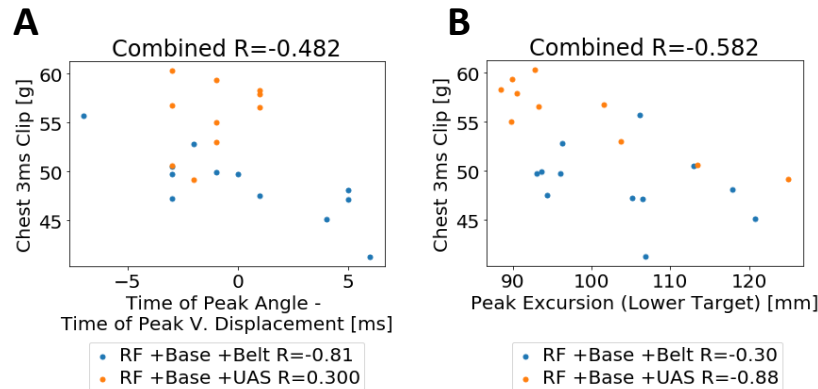 A
Combined R=-0.482
Chest 3ms Clip [g]
60
55
50
45
−5
0
5
Time of Peak Angle -
Time of Peak V. Displacement [ms]
RF +Base +Belt R=-0.81
RF +Base +UAS R=0.300
B
Combined R=-0.582
Chest 3ms Clip [g]
60
55
50
45
90
100
110
120
Peak Excursion (Lower Target) [mm]
RF +Base +Belt R=-0.30
RF +Base +UAS R=-0.88